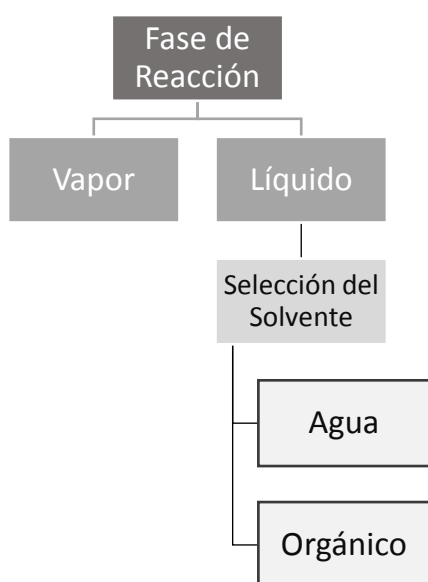 Fase de
Reacción
Vapor
Líquido
Selección del
Solvente
Agua
Orgánico